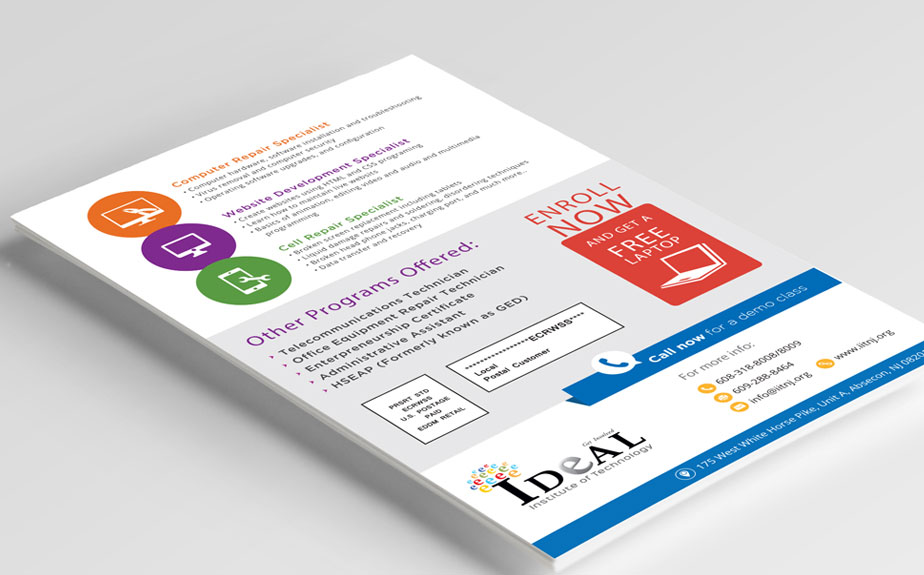 Computer Repair Specialist
• Computer hardware, software installation and troubleshooting
• Virus removal and computer security
• Operating software upgrades, and configuration
Website Development Specialist
• Create websites using HTML and CSS programing
• Learn how to maintain live website
• Basics of animation, editing video and audio and multimedia
programming.
Cell Repair Specialist
• Broken screen replacement including tablets
• Liquid damage repairs and soldering, disordering techniques
• Broken head phone jacks, charging port, and much more..
• Data transfer and recovery
Other Programs Offered:
› Telecommunications Technician
› Office Equipment Repair Technician
› Enterpreneurship Certificate
› Administrative Assistant
› HSEAP (Formerly known as GED)
ENROLL
NOW
AND GET A
FREE
LAPTOP
PRSRT STD
ECRWSS
U.S. POSTAGE
PAID
EDDM RETAIL
****************ECRWSS****
Local
Postal Customer
Call now for a demo class
For more info:
608-318-8008/8009
609-288-8464
info@iitnj.org
www.iitnj.org
Get Involved
IDeAL
Institute of Technology
175 West White Horse Pike, Unit A, Absecon, NJ 0820